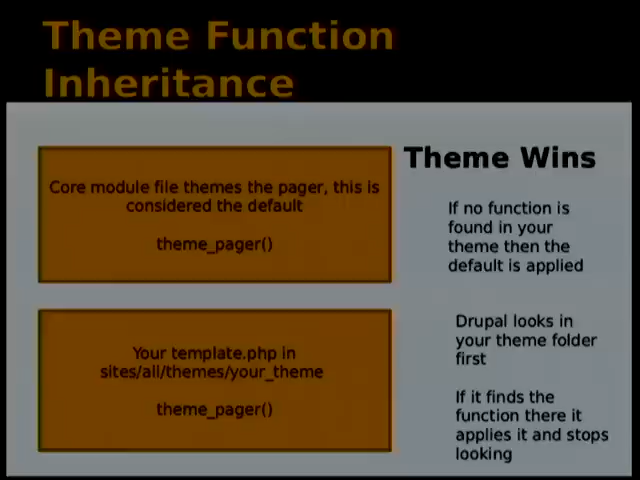 Theme Function
Inheritance
Core module file themes the pager, this is
considered the default
theme_pager()
Theme Wins
If no function is
found in your
theme then the
default is applied
Your template.php in
sites/all/themes/your_theme
theme_pager()
Drupal looks in
your theme folder
first
If it finds the
function there it
applies it and stops
looking